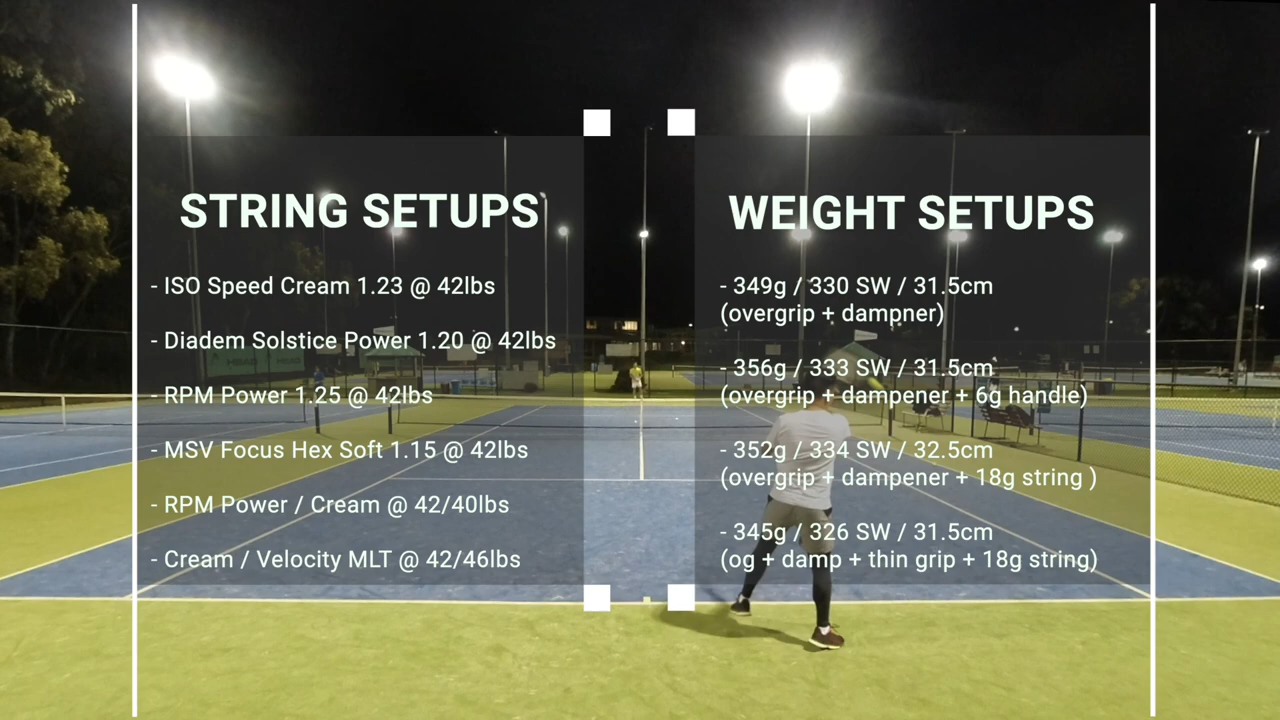 STRING SETUPS
- ISO Speed Cream 1.23 @ 42lbs
- Diadem Solstice Power 1.20 @ 42lbs
- RPM Power 1.25 @ 42lbs
- MSV Focus Hex Soft 1.15 @ 42lbs
- RPM Power / Cream @ 42/40lbs
- Cream / Velocity MLT @ 42/46lbs
WEIGHT SETUPS
- 349g / 330 SW / 31.5cm
(overgrip + dampner)
- 356g / 333 SW / 31.5cm
(overgrip + dampener + 6g handle)
- 352g / 334 SW / 32.5cm
(overgrip + dampener + 18g string )
- 345g / 326 SW / 31.5cm
(og + damp + thin grip + 18g string)
HEAD
HEAD